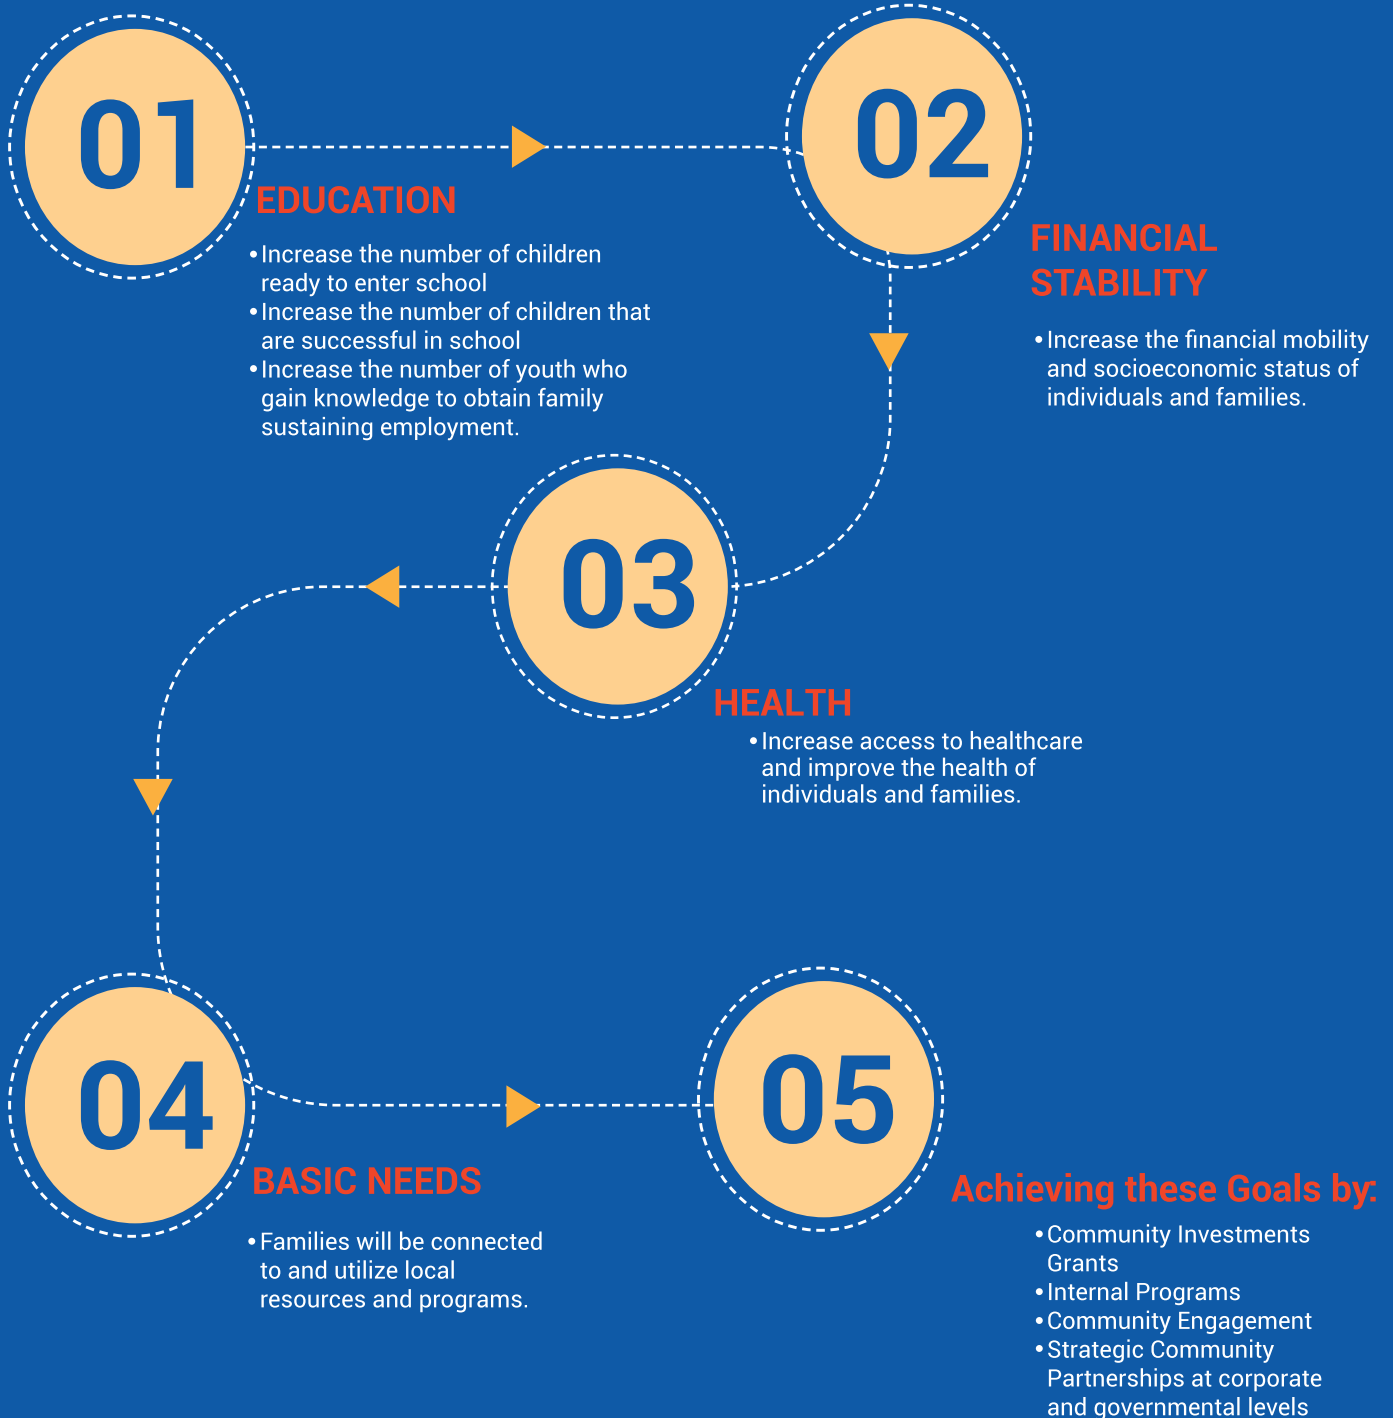 01
EDUCATION
•Increase the number of children
ready to enter school
•Increase the number of children that
are successful in school
•Increase the number of youth who
gain knowledge to obtain family
sustaining employment.
02
FINANCIAL
STABILITY
•Increase the financial mobility
and socioeconomic status of
individuals and families.
03
HEALTH
•Increase access to healthcare
and improve the health of
individuals and families.
04
BASIC NEEDS
•Families will be connected
to and utilize local
resources and programs.
05
Achieving these Goals by:
•Community Investments
Grants
•Internal Programs
•Community Engagement
•Strategic Community
Partnerships at corporate
and governmental levels